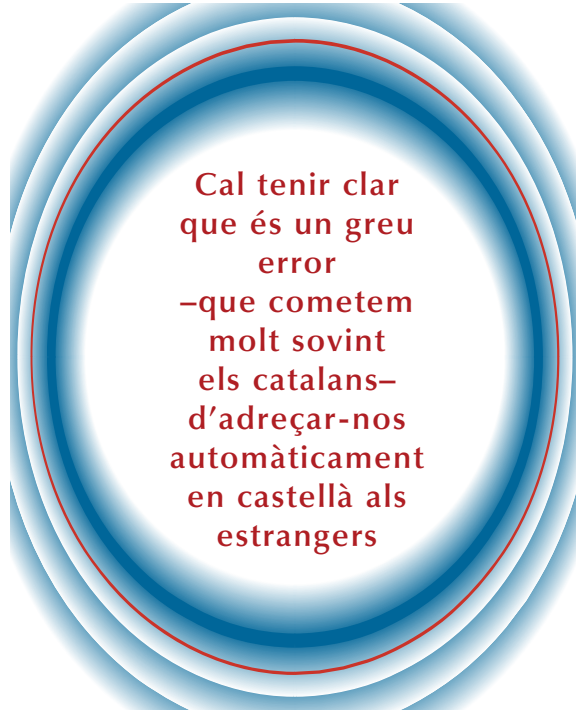 Cal tenir clar
que és un greu
error
–que cometem
molt sovint
els catalans–
d’adreçar-nos
automàticament
en castellà als
estrangers